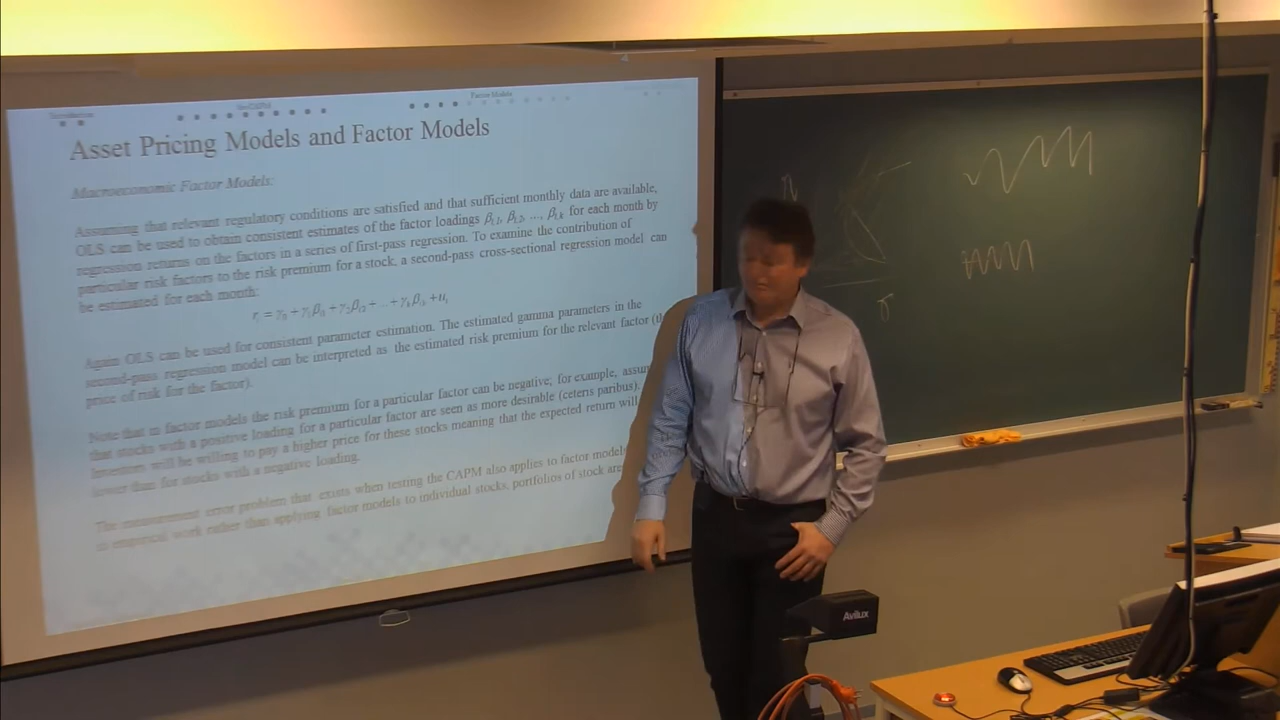 Factor Models
Asset Pricing Models and Factor Models
Macroeconomic Factor Models:
Assuming that relevant regulatory conditions are satisfied and that sufficient monthly data are available,
OLS can be used to obtain consistent estimates of the factor loadings βi1, βi2, ..., βik for each month by
regression returns on the factors in a series of first-pass regression. To examine the contribution of
particular risk factors to the risk premium for a stock, a second-pass cross-sectional regression model can
be estimated for each month:
ri = γ0 + γ1βi1 + γ2βi2 + ... + γkβik + ui
Again OLS can be used for consistent parameter estimation. The estimated gamma parameters in the
second-pass regression model can be interpreted as the estimated risk premium for the relevant factor
price of risk for the factor).
Note that in factor models the risk premium for a particular factor can be negative; for example,
that stocks with a positive loading for a particular factor are seen as more desirable (ceteris paribus).
Investors will be willing to pay a higher price for these stocks meaning that the expected return will
lower than for stocks with a negative loading.
The measurement error problem that exists when testing the CAPM also applies to factor
in empirical work rather than applying factor models to individual stocks, portfolios of stock are
Avilux